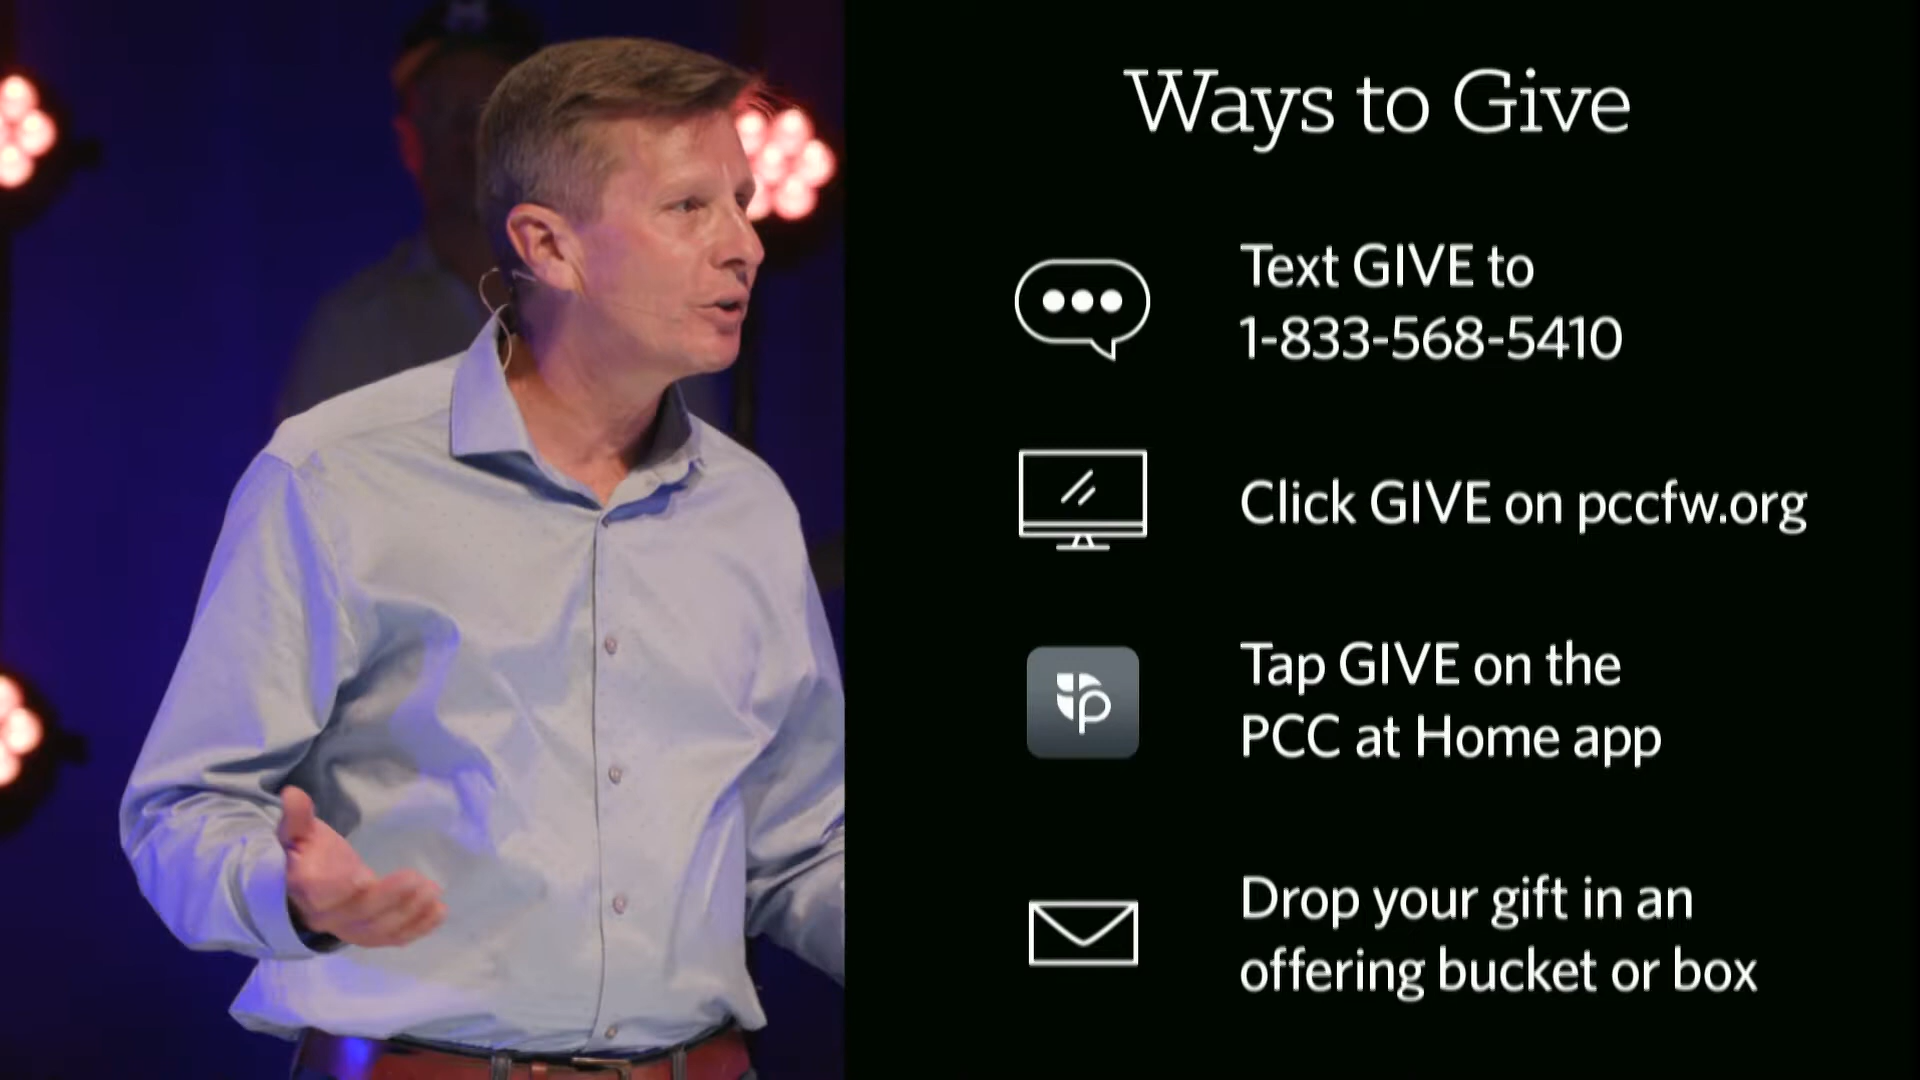 Ways to Give
Text GIVE to
1-833-568-5410
Click GIVE on pccfw.org
Tap GIVE on the
PCC at Home app
Drop your gift in an
offering bucket or box